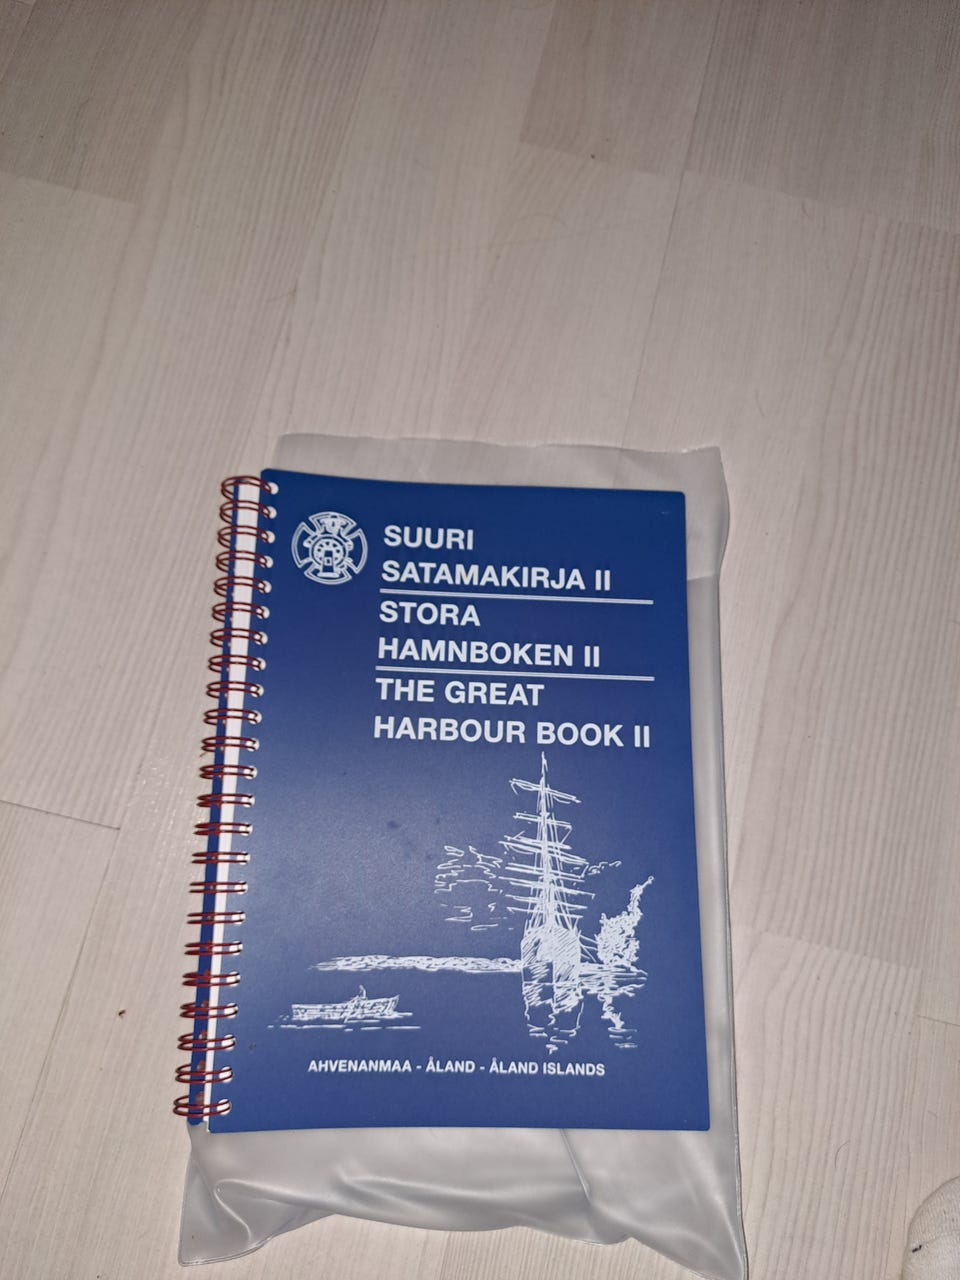 SUURI
SATAMAKIRJA II
STORA
HAMNBOKEN II
THE GREAT
HARBOUR BOOK II
AHVENANMAA - ÅLAND - ÅLAND ISLANDS